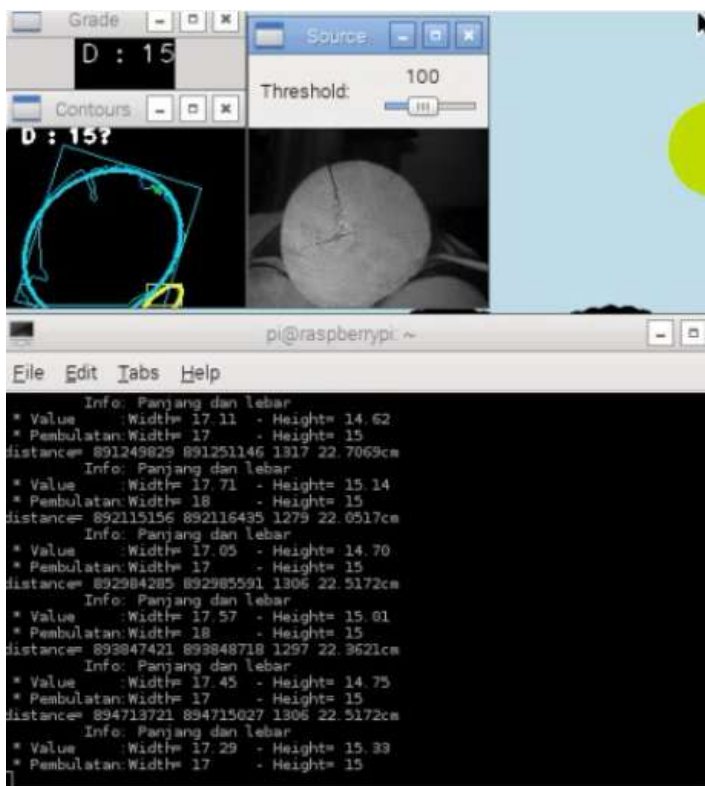 Grade
D : 15
Source
Threshold:
100
Contours
D : 15?
pi@raspberrypi: ~
File Edit Tabs Help
Info: Panjang dan lebar
* Value :Width= 17.11 - Height= 14.62
* Pembulatan:Width= 17 - Height= 15
distance= 891249829 891251146 1317 22.7069cm
Info: Panjang dan lebar
* Value :Width= 17.71 - Height= 15.14
* Pembulatan:Width= 18 - Height= 15
distance= 892115156 892116435 1279 22.0517cm
Info: Panjang dan lebar
* Value :Width= 17.05 - Height= 14.70
* Pembulatan:Width= 17 - Height= 15
distance= 892984285 892985591 1306 22.5172cm
Info: Panjang dan lebar
* Value :Width= 17.57 - Height= 15.01
* Pembulatan:Width= 18 - Height= 15
distance= 893847421 893848718 1297 22.3621cm
Info: Panjang dan lebar
* Value :Width= 17.45 - Height= 14.75
* Pembulatan:Width= 17 - Height= 15
distance= 894713721 894715027 1306 22.5172cm
Info: Panjang dan lebar
* Value :Width= 17.29 - Height= 15.33
* Pembulatan:Width= 17 - Height= 15